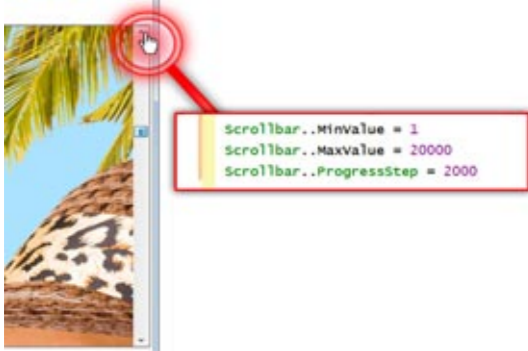 Scrollbar..MinValue = 1
Scrollbar..MaxValue = 20000
Scrollbar..ProgressStep = 2000